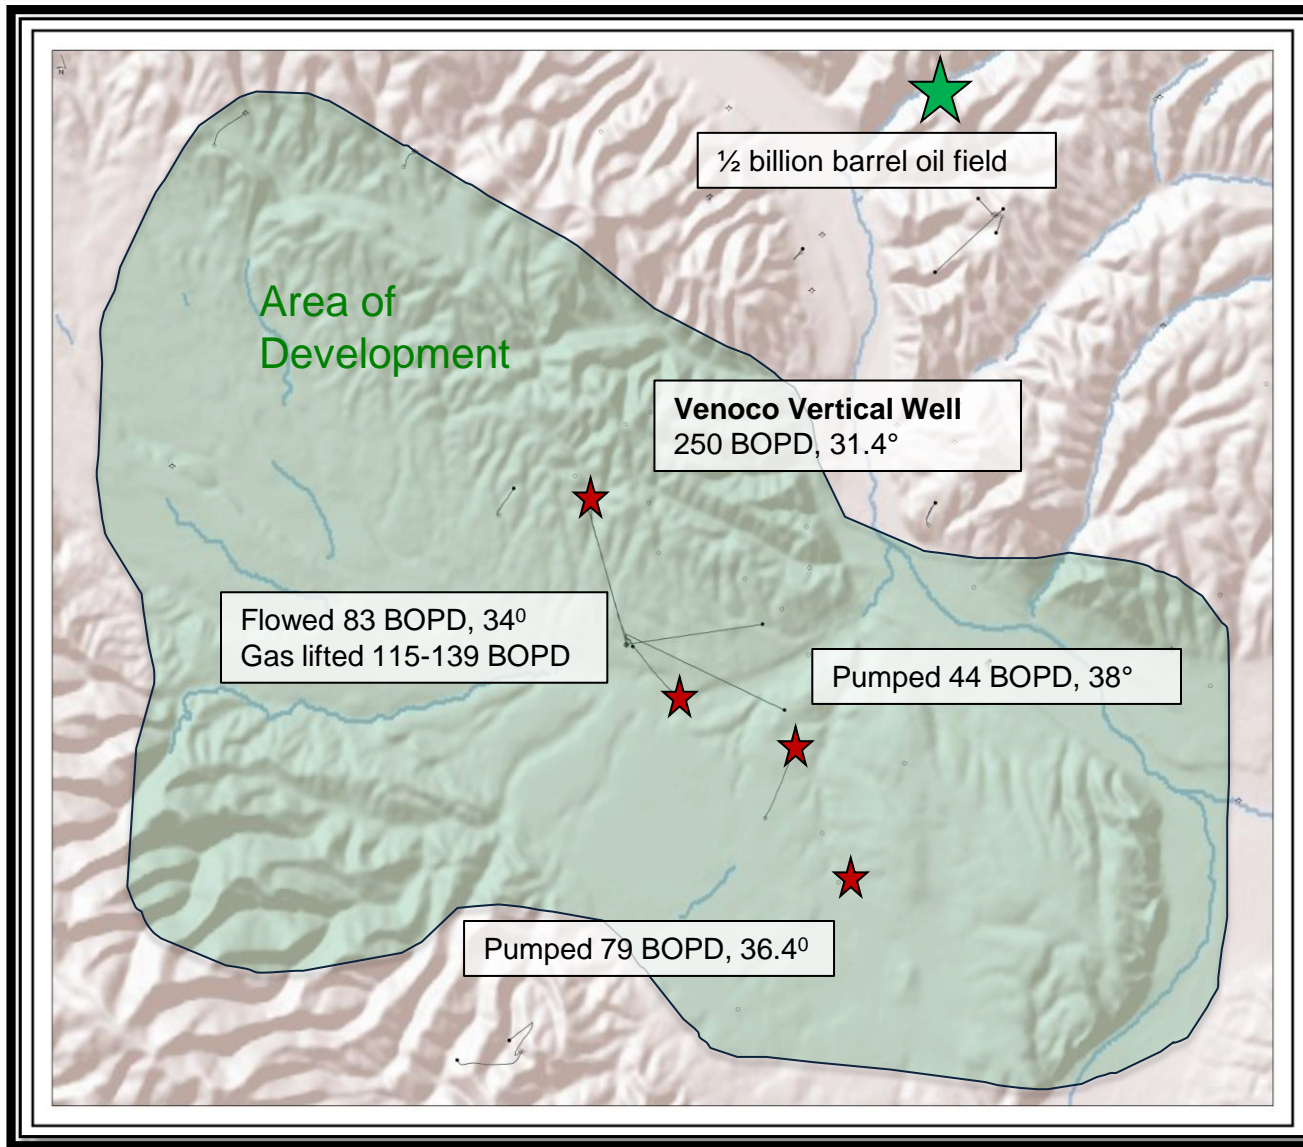 ½ billion barrel oil field
Area of
Development
Venoco Vertical Well
250 BOPD, 31.4°
Flowed 83 BOPD, 34⁰
Gas lifted 115-139 BOPD
Pumped 44 BOPD, 38°
Pumped 79 BOPD, 36.4⁰